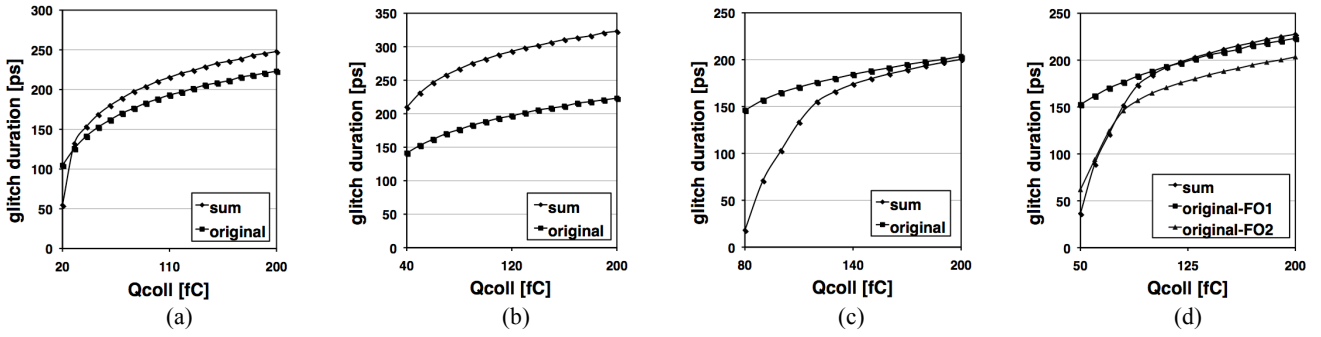 300
250
200
150
100
50
0
glitch duration [ps]
sum
original
20
110
200
Qcoll [fC]
(a)
350
300
250
200
150
100
50
0
glitch duration [ps]
sum
original
40
120
200
Qcoll [fC]
(b)
250
200
150
100
50
0
glitch duration [ps]
sum
original
80
140
200
Qcoll [fC]
(c)
250
200
150
100
50
0
glitch duration [ps]
sum
original-FO1
original-FO2
50
125
200
Qcoll [fC]
(d)